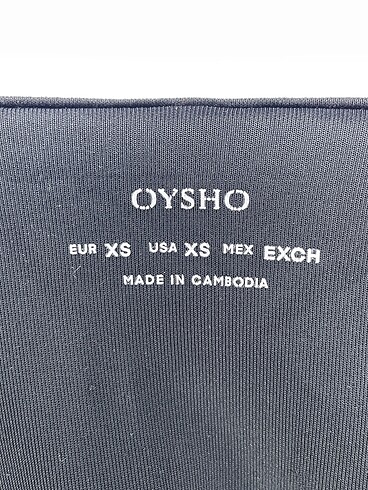 OYSHO
EUR XS USA XS MEX EXCH
MADE IN CAMBODIA